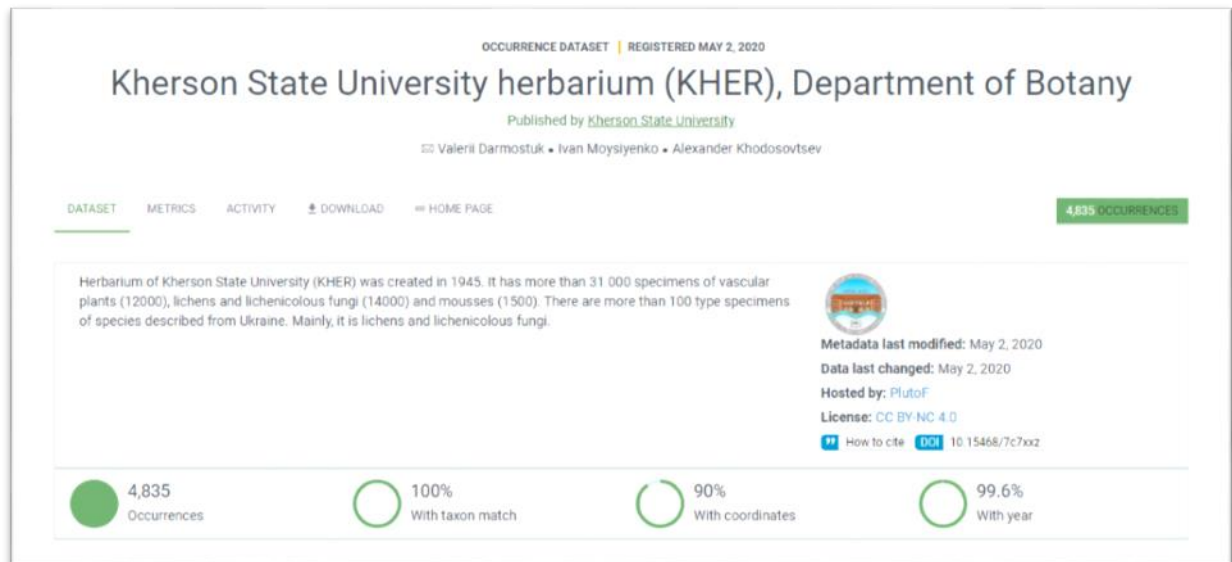 OCCURRENCE DATASET | REGISTERED MAY 2, 2020
Kherson State University herbarium (KHER), Department of Botany
Published by Kherson State University
Valerii Darmostuk • Ivan Moysiyenko • Alexander Khodosovtsev
DATASET METRICS ACTIVITY DOWNLOAD HOME PAGE
4,835 OCCURRENCES
Herbarium of Kherson State University (KHER) was created in 1945. It has more than 31 000 specimens of vascular
plants (12000), lichens and lichenicolous fungi (14000) and mousses (1500). There are more than 100 type specimens
of species described from Ukraine. Mainly, it is lichens and lichenicolous fungi.
Metadata last modified: May 2, 2020
Data last changed: May 2, 2020
Hosted by: PlutoF
License: CC BY-NC 4.0
How to cite DOI 10.15468/7c7xxz
4,835
Occurrences
100%
With taxon match
90%
With coordinates
99.6%
With year